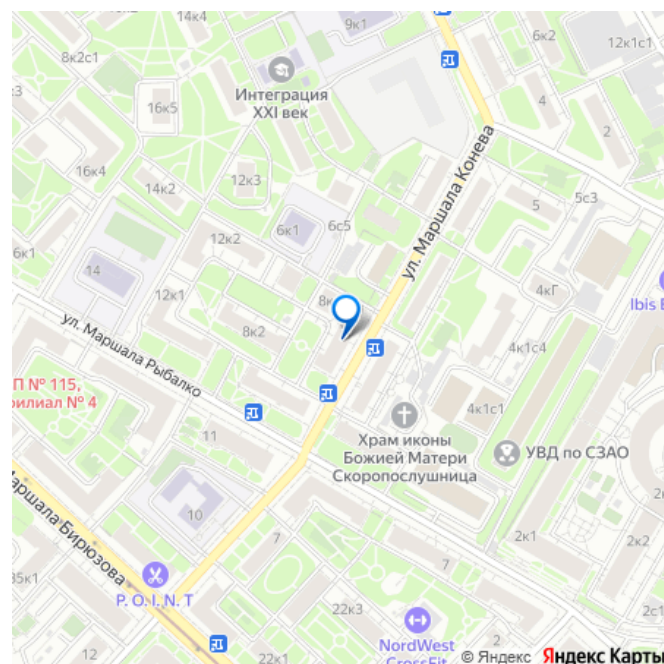 8к2с1
9к1
6к2
12к1с1
Интеграция
XXI век
16к5
4
2
16к4
14к2
12к3
ул. Маршала Конева
5
5с3
12к2
6к1
6с5
6к1
14
4кГ
Ibis
12к1
8к2
ул. Маршала Рыбалко
4к1с4
П № 115,
филиал № 4
4к1с1
11
Храм иконы
Божией Матери
Скоропослушница
УВД по СЗАО
10
Маршала Бирюзова
7
2к1
2к2
35к1
P. O. I. N. T
7
22к3
2с1
12
22к1
NordWest
CrossFit
© Яндекс Яндекс Карты